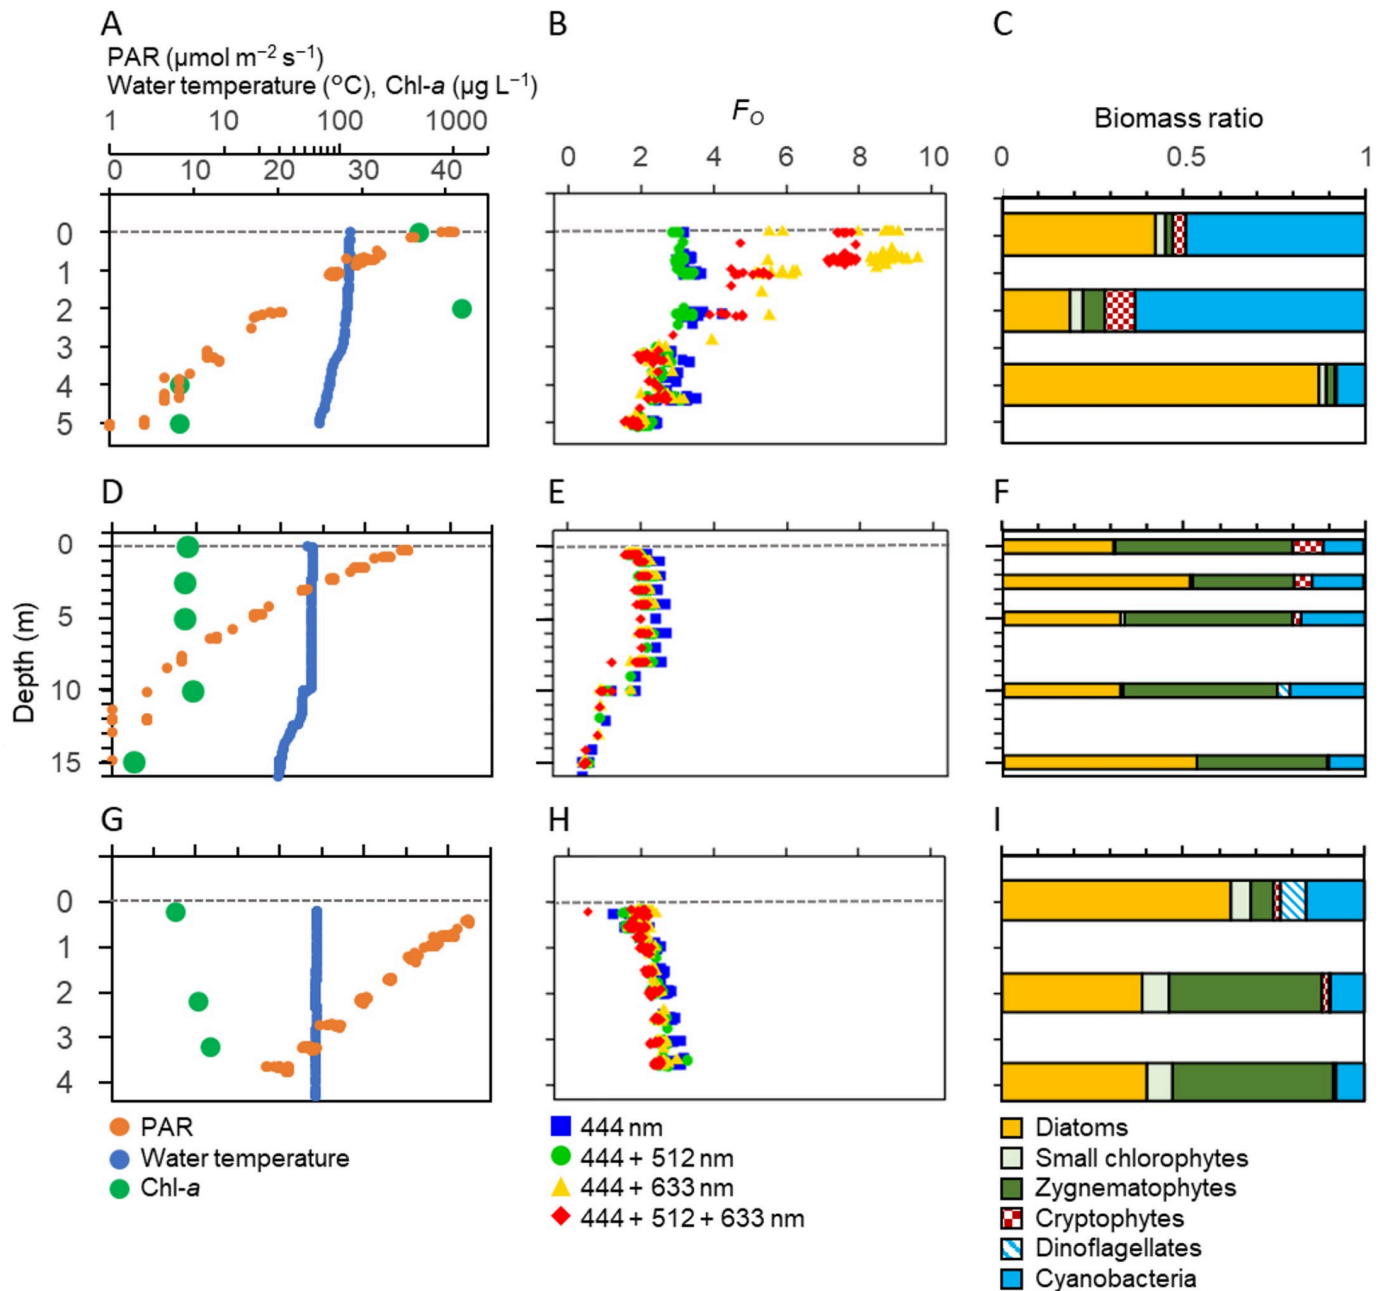 A
B
C
PAR (µmol m−2 s−1)
Water temperature (°C), Chl-a (µg L−1)
FO
Biomass ratio
1 10 100 1000
0 10 20 30 40
0 2 4 6 8 10
0 0.5 1
0
1
2
3
4
5
D
E
F
Depth (m)
0
5
10
15
G
H
I
0
1
2
3
4
PAR
Water temperature
Chl-a
444 nm
444 + 512 nm
444 + 633 nm
444 + 512 + 633 nm
Diatoms
Small chlorophytes
Zygnematophytes
Cryptophytes
Dinoflagellates
Cyanobacteria